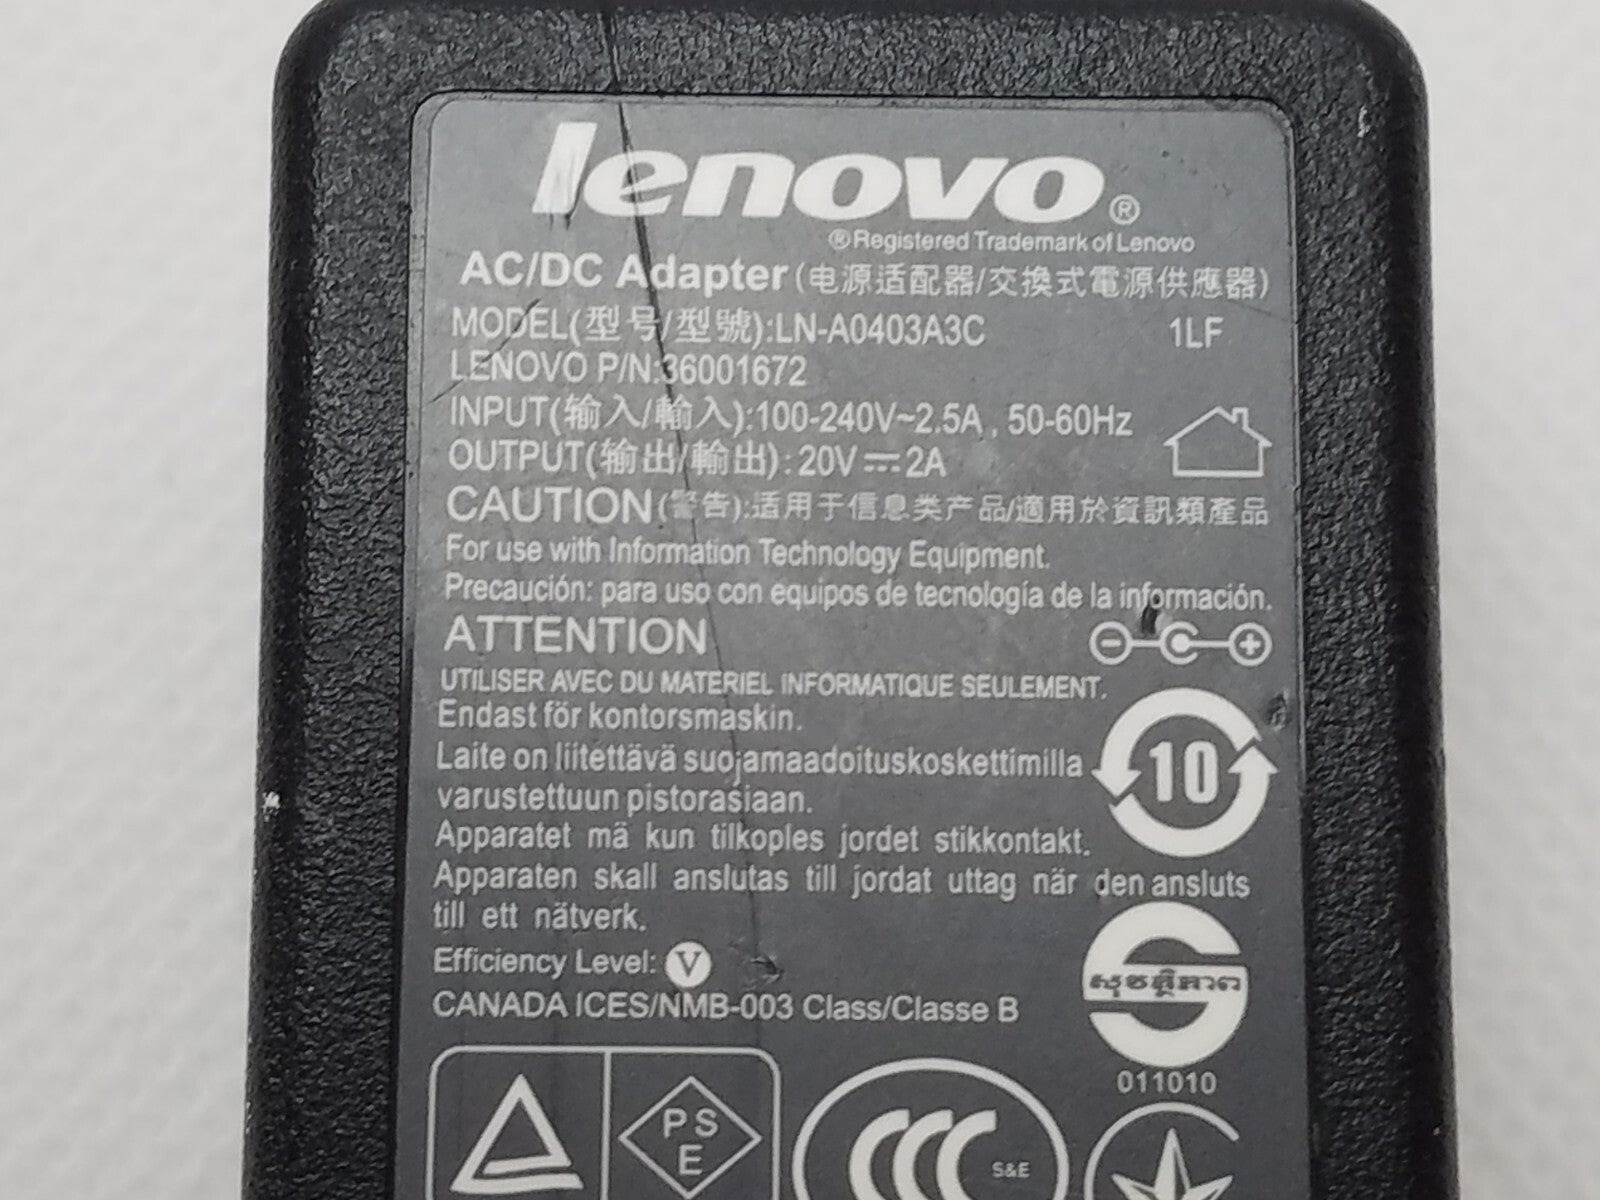 lenovo®
®Registered Trademark of Lenovo
AC/DC Adapter(电源适配器/交換式電源供應器)
MODEL(型号/型號):LN-A0403A3C 1LF
LENOVO P/N:36001672
INPUT(输入/輸入):100-240V~2.5A , 50-60Hz
OUTPUT(输出/輸出):20V⎓2A
CAUTION(警告):适用于信息类产品/適用於資訊類產品
For use with Information Technology Equipment.
Precaución: para uso con equipos de tecnología de la información.
ATTENTION
UTILISER AVEC DU MATERIEL INFORMATIQUE SEULEMENT.
Endast för kontorsmaskin.
Laite on liitettävä suojamaadoituskoskettimilla
varustettuun pistorasiaan.
10
Apparatet mä kun tilkoples jordet stikkontakt.
Apparaten skall anslutas till jordat uttag när den ansluts
till ett nätverk.
Efficiency Level: V
CANADA ICES/NMB-003 Class/Classe B
011010
PS
E
CCC
S&E